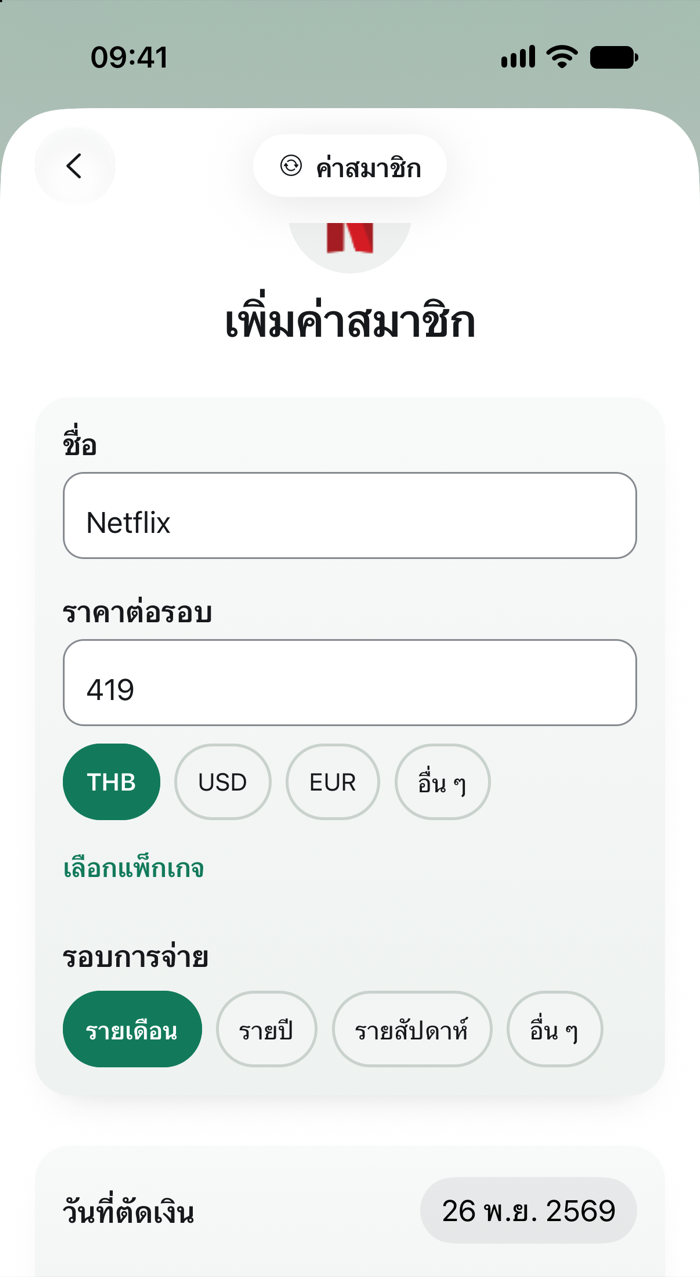 09:41
ค่าสมาชิก
เพิ่มค่าสมาชิก
ชื่อ
Netflix
ราคาต่อรอบ
419
THB USD EUR อื่น ๆ
เลือกแพ็กเกจ
รอบการจ่าย
รายเดือน รายปี รายสัปดาห์ อื่น ๆ
วันที่ตัดเงิน 26 พ.ย. 2569